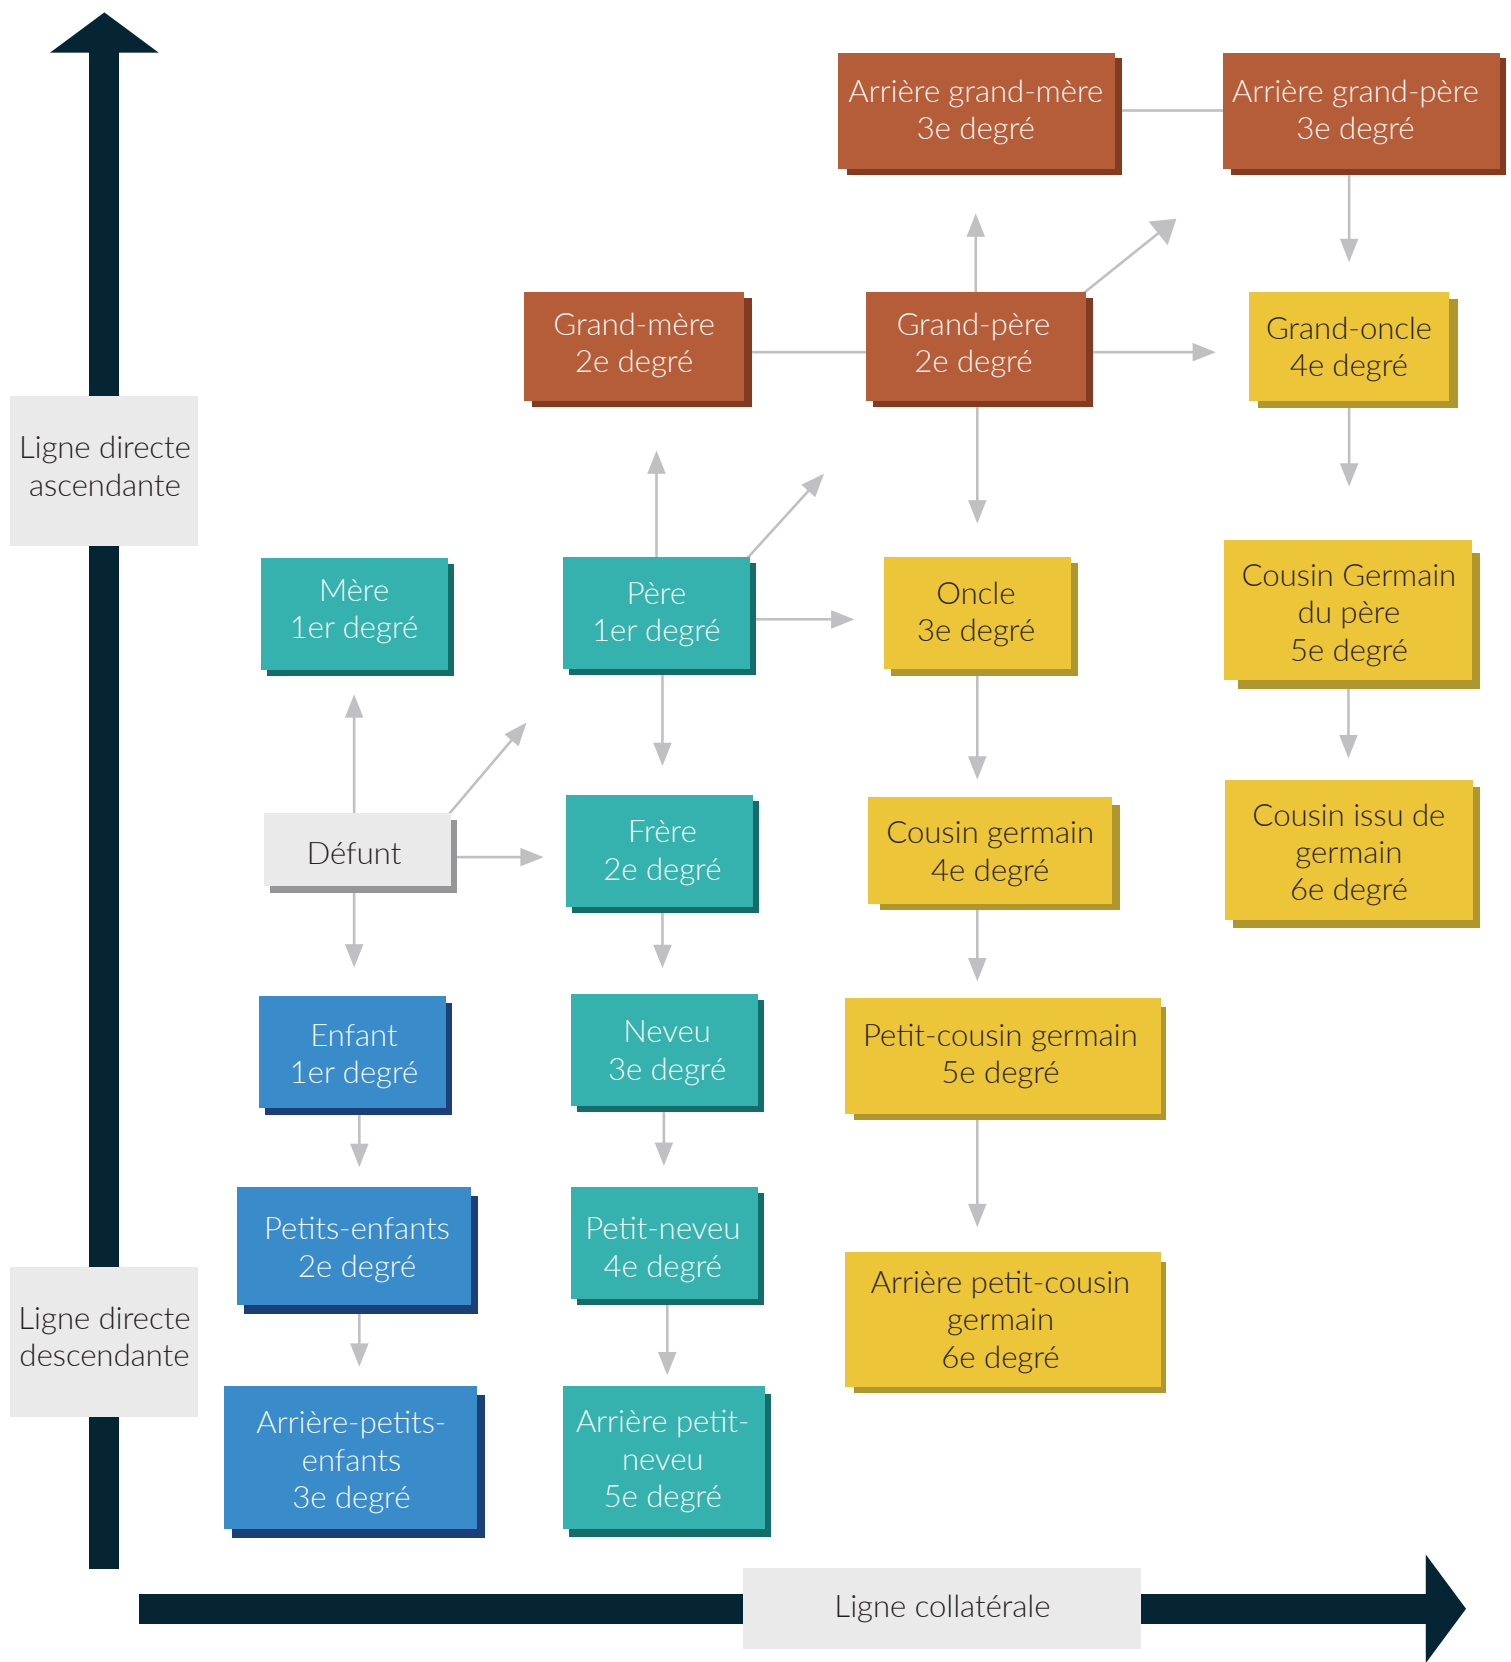 Arrière grand-mère
3e degré
Arrière grand-père
3e degré
Grand-mère
2e degré
Grand-père
2e degré
Grand-oncle
4e degré
Ligne directe
ascendante
Mère
1er degré
Père
1er degré
Oncle
3e degré
Cousin Germain
du père
5e degré
Défunt
Frère
2e degré
Cousin germain
4e degré
Cousin issu de
germain
6e degré
Enfant
1er degré
Neveu
3e degré
Petit-cousin germain
5e degré
Petits-enfants
2e degré
Petit-neveu
4e degré
Arrière petit-cousin
germain
6e degré
Ligne directe
descendante
Arrière-petits-
enfants
3e degré
Arrière petit-
neveu
5e degré
Ligne collatérale